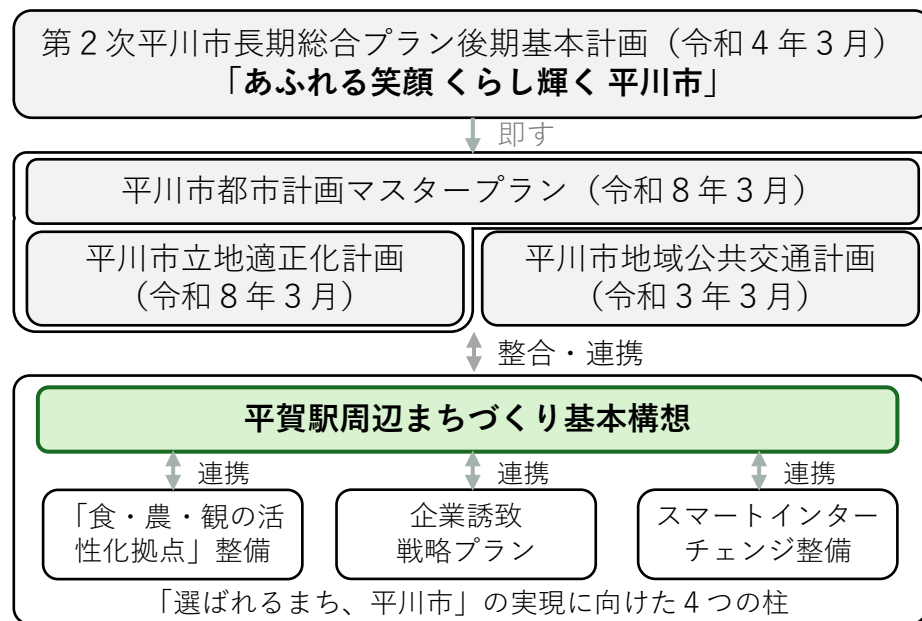 第２次平川市長期総合プラン後期基本計画（令和４年３月）
「あふれる笑顔 くらし輝く 平川市」
即す
平川市都市計画マスタープラン（令和８年３月）
平川市立地適正化計画
（令和８年３月）
平川市地域公共交通計画
（令和３年３月）
整合・連携
平賀駅周辺まちづくり基本構想
連携
連携
連携
「食・農・観の活
性化拠点」整備
企業誘致
戦略プラン
スマートインター
チェンジ整備
「選ばれるまち、平川市」の実現に向けた４つの柱